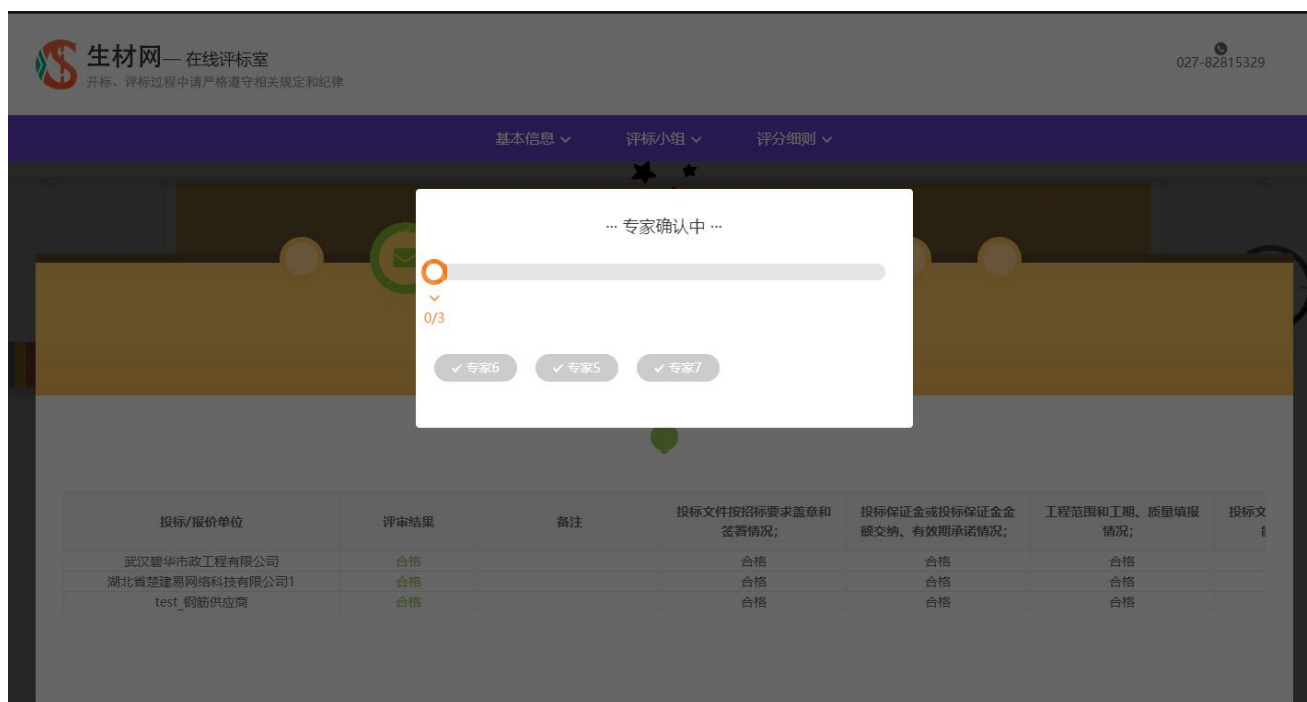 生材网— 在线评标室
开标、评标过程中请严格遵守相关规定和纪律
027-82815329
基本信息
评标小组
评分细则
··· 专家确认中 ···
0/3
专家6
专家5
专家7
投标/报价单位
评审结果
备注
投标文件按招标要求盖章和
签署情况;
投标保证金或投标保证金金
额交纳、有效期承诺情况;
工程范围和工期、质量填报
情况;
投标文
武汉碧华市政工程有限公司 合格 合格 合格 合格
湖北省楚建易网络科技有限公司1 合格 合格 合格 合格
test_钢筋供应商 合格 合格 合格 合格